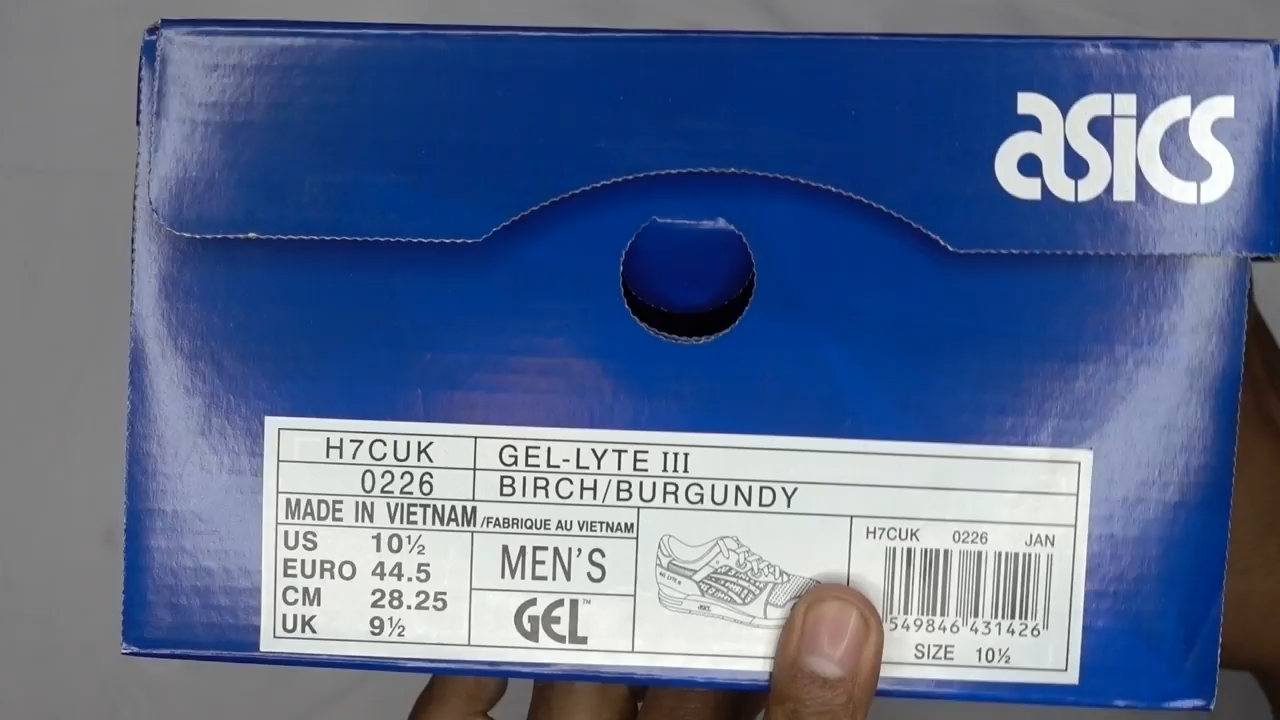 asics
H7CUK
GEL-LYTE III
0226
BIRCH/BURGUNDY
MADE IN VIETNAM /FABRIQUE AU VIETNAM
US 10½
EURO 44.5
CM 28.25
UK 9½
MEN'S
GEL™
H7CUK 0226 JAN
549846 431426
SIZE 10½